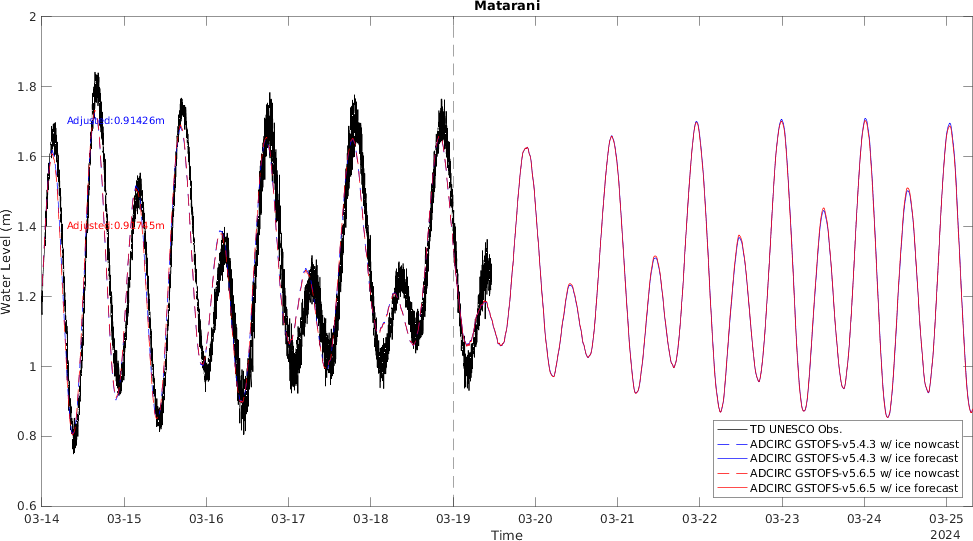 Matarani
2
1.8
1.6
1.4
1.2
1
0.8
0.6
Water Level (m)
Adjusted:0.91426m
03-14
03-15
03-16
03-17
03-18
03-19
03-20
03-21
03-22
03-23
03-24
03-25
2024
Time
TD UNESCO Obs.
ADCIRC GSTOFS-v5.4.3 w/ ice nowcast
ADCIRC GSTOFS-v5.4.3 w/ ice forecast
ADCIRC GSTOFS-v5.6.5 w/ ice nowcast
ADCIRC GSTOFS-v5.6.5 w/ ice forecast